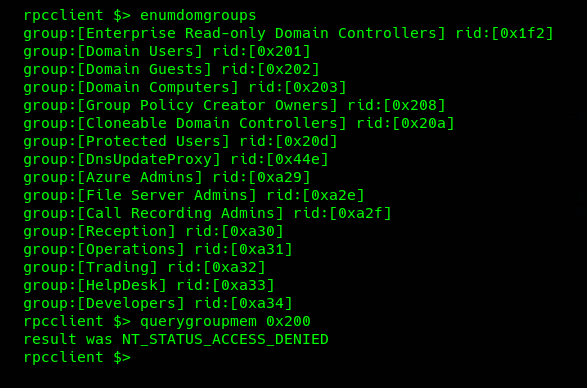 rpcclient $> enumdomgroups
group:[Enterprise Read-only Domain Controllers] rid:[0x1f2]
group:[Domain Users] rid:[0x201]
group:[Domain Guests] rid:[0x202]
group:[Domain Computers] rid:[0x203]
group:[Group Policy Creator Owners] rid:[0x208]
group:[Cloneable Domain Controllers] rid:[0x20a]
group:[Protected Users] rid:[0x20d]
group:[DnsUpdateProxy] rid:[0x44e]
group:[Azure Admins] rid:[0xa29]
group:[File Server Admins] rid:[0xa2e]
group:[Call Recording Admins] rid:[0xa2f]
group:[Reception] rid:[0xa30]
group:[Operations] rid:[0xa31]
group:[Trading] rid:[0xa32]
group:[HelpDesk] rid:[0xa33]
group:[Developers] rid:[0xa34]
rpcclient $> querygroupmem 0x200
result was NT_STATUS_ACCESS_DENIED
rpcclient $>